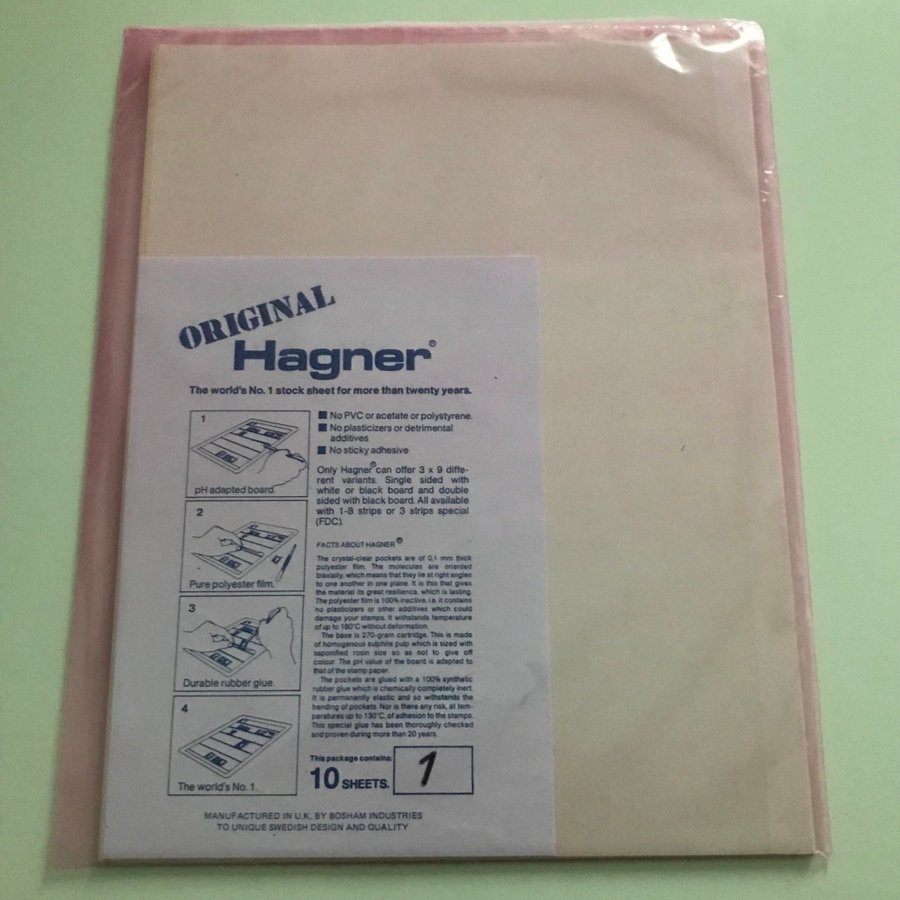 ORIGINAL
Hagner®
The world's No. 1 stock sheet for more than twenty years.
1
pH adapted board.
2
Pure polyester film.
3
Durable rubber glue.
4
The world's No. 1.
■ No PVC or acetate or polystyrene.
■ No plasticizers or detrimental
additives
■ No sticky adhesive
Only Hagner® can offer 3 x 9 diffe-
rent variants. Single sided with
white or black board and double
sided with black board. All available
with 1-8 strips or 3 strips special
(FDC).
FACTS ABOUT HAGNER®
The crystal-clear pockets are of 0,1 mm thick
polyester film. The molecules are oriented
biaxially, which means that they lie at right angles
to one another in one plane. It is this that gives
the material its great resilience, which is lasting.
The polyester film is 100% inactive, i.e. it contains
no plasticizers or other additives which could
damage your stamps. It withstands temperature
of up to 180°C without deformation.
The base is 270-gram cartridge. This is made
of homogenous sulphite pulp which is sized with
saponified rosin size so as not to give off
colour. The pH value of the board is adapted to
that of the stamp paper.
The pockets are glued with a 100% synthetic
rubber glue which is chemically completely inert.
It is permanently elastic and so withstands the
bending of pockets. Nor is there any risk, at tem-
peratures up to 130°C, of adhesion to the stamps.
This special glue has been thoroughly checked
and proven during more than 20 years.
This package contains:
10 SHEETS. 1
MANUFACTURED IN U.K. BY BOSHAM INDUSTRIES
TO UNIQUE SWEDISH DESIGN AND QUALITY